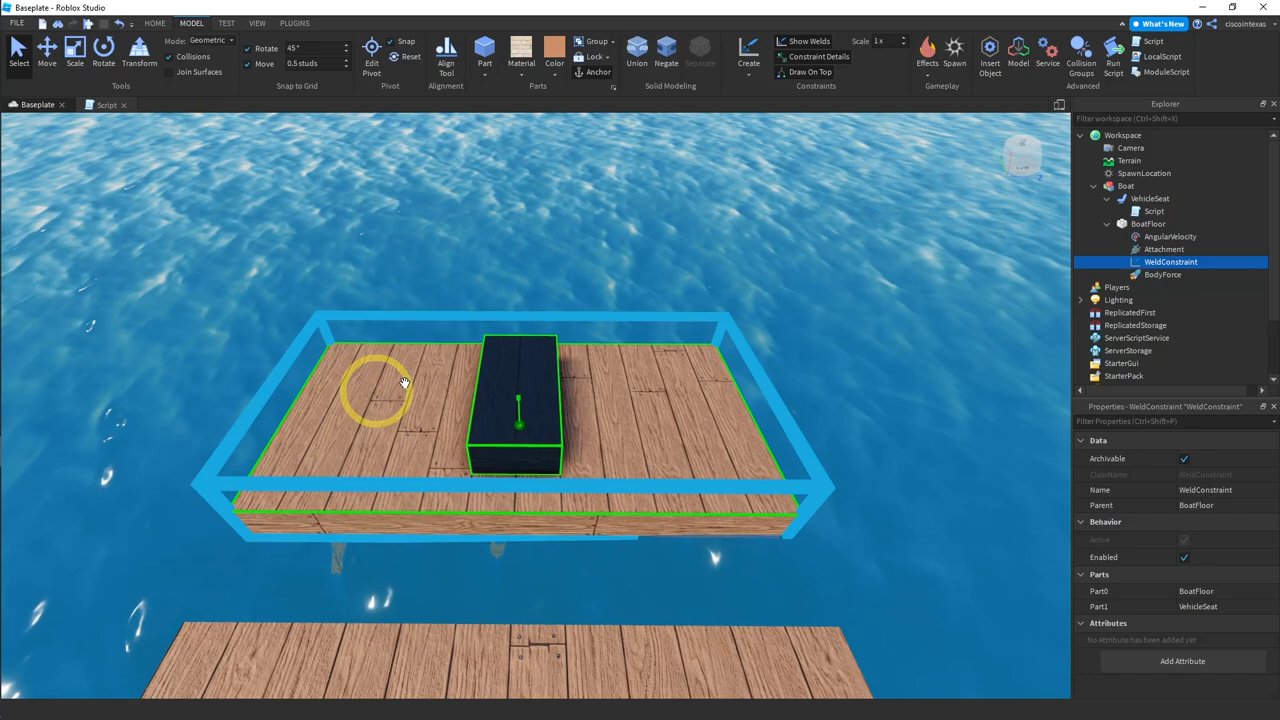 Baseplate - Roblox Studio
FILE HOME MODEL TEST VIEW PLUGINS What's New ciscointexas
Select Move Scale Rotate Transform
Mode: Geometric
Collisions
Join Surfaces
Tools
Rotate 45°
Move 0.5 studs
Snap to Grid
Edit Pivot
Snap
Reset
Pivot
Align Tool
Alignment
Part Material Color
Group
Lock
Anchor
Parts
Union Negate Separate
Solid Modeling
Create
Show Welds
Constraint Details
Draw On Top
Scale 1 x
Constraints
Effects Spawn
Gameplay
Insert Object
Model Service
Collision Groups
Run Script
Script
LocalScript
ModuleScript
Advanced
Baseplate Script
Explorer
Filter workspace (Ctrl+Shift+X)
Workspace
Camera
Terrain
SpawnLocation
Boat
VehicleSeat
Script
BoatFloor
AngularVelocity
Attachment
WeldConstraint
BodyForce
Players
Lighting
ReplicatedFirst
ReplicatedStorage
ServerScriptService
ServerStorage
StarterGui
StarterPack
Left
Z
Properties - WeldConstraint "WeldConstraint"
Filter Properties (Ctrl+Shift+P)
Data
Archivable
ClassName WeldConstraint
Name WeldConstraint
Parent BoatFloor
Behavior
Active
Enabled
Parts
Part0 BoatFloor
Part1 VehicleSeat
Attributes
No Attribute has been added yet
Add Attribute